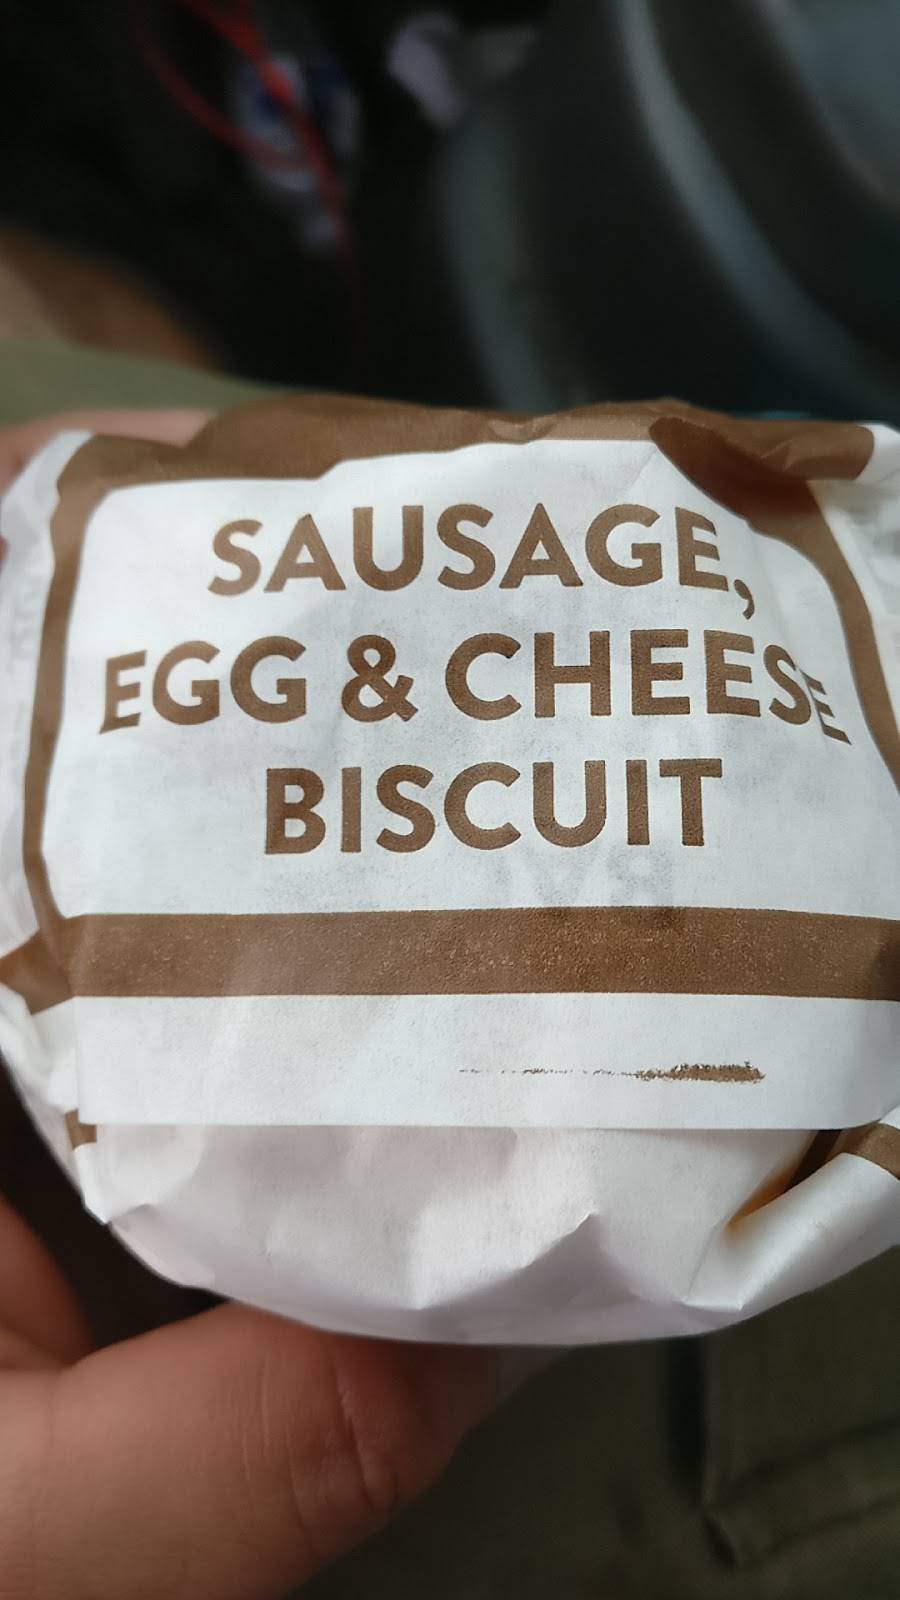 SAUSAGE,
EGG & CHEESE
BISCUIT